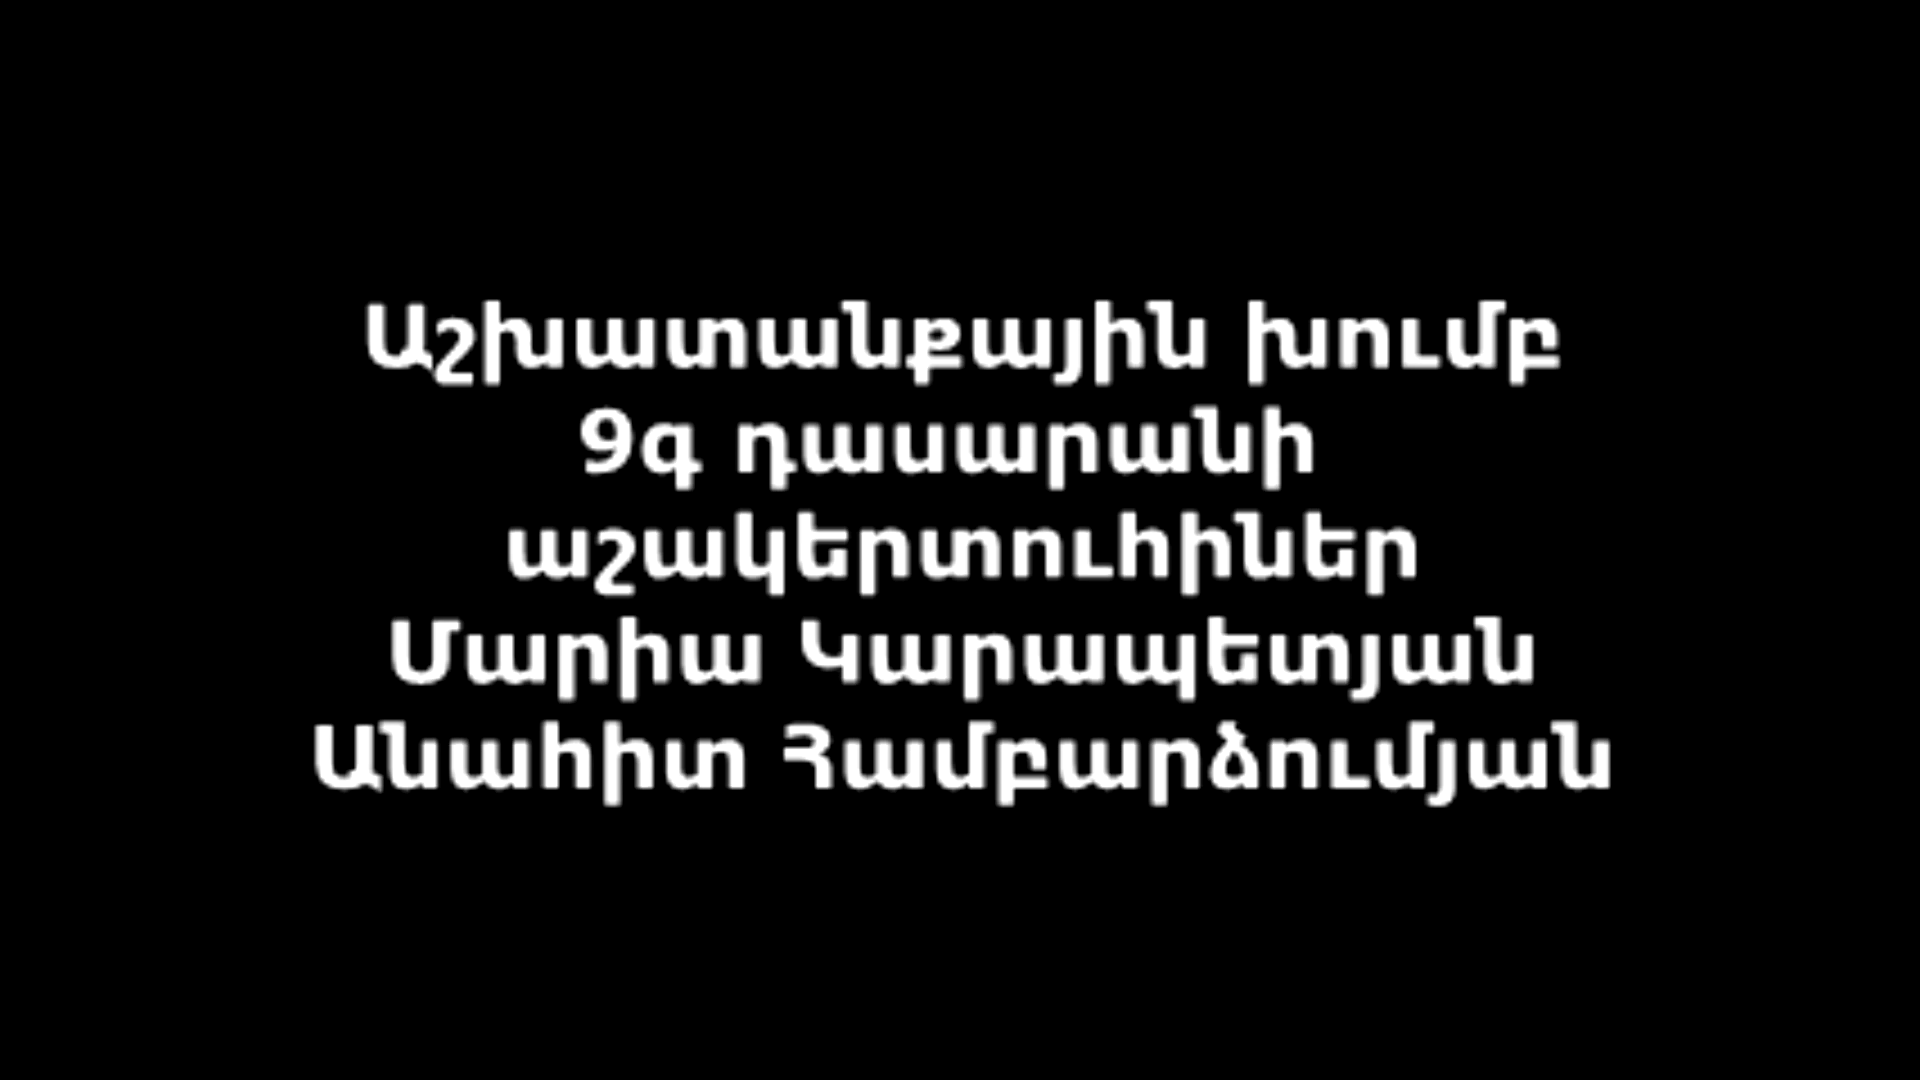 Աշխատանքային խումբ
9գ դասարանի
աշակերտուհիներ
Մարիա Կարապետյան
Անահիտ Համբարձումյան